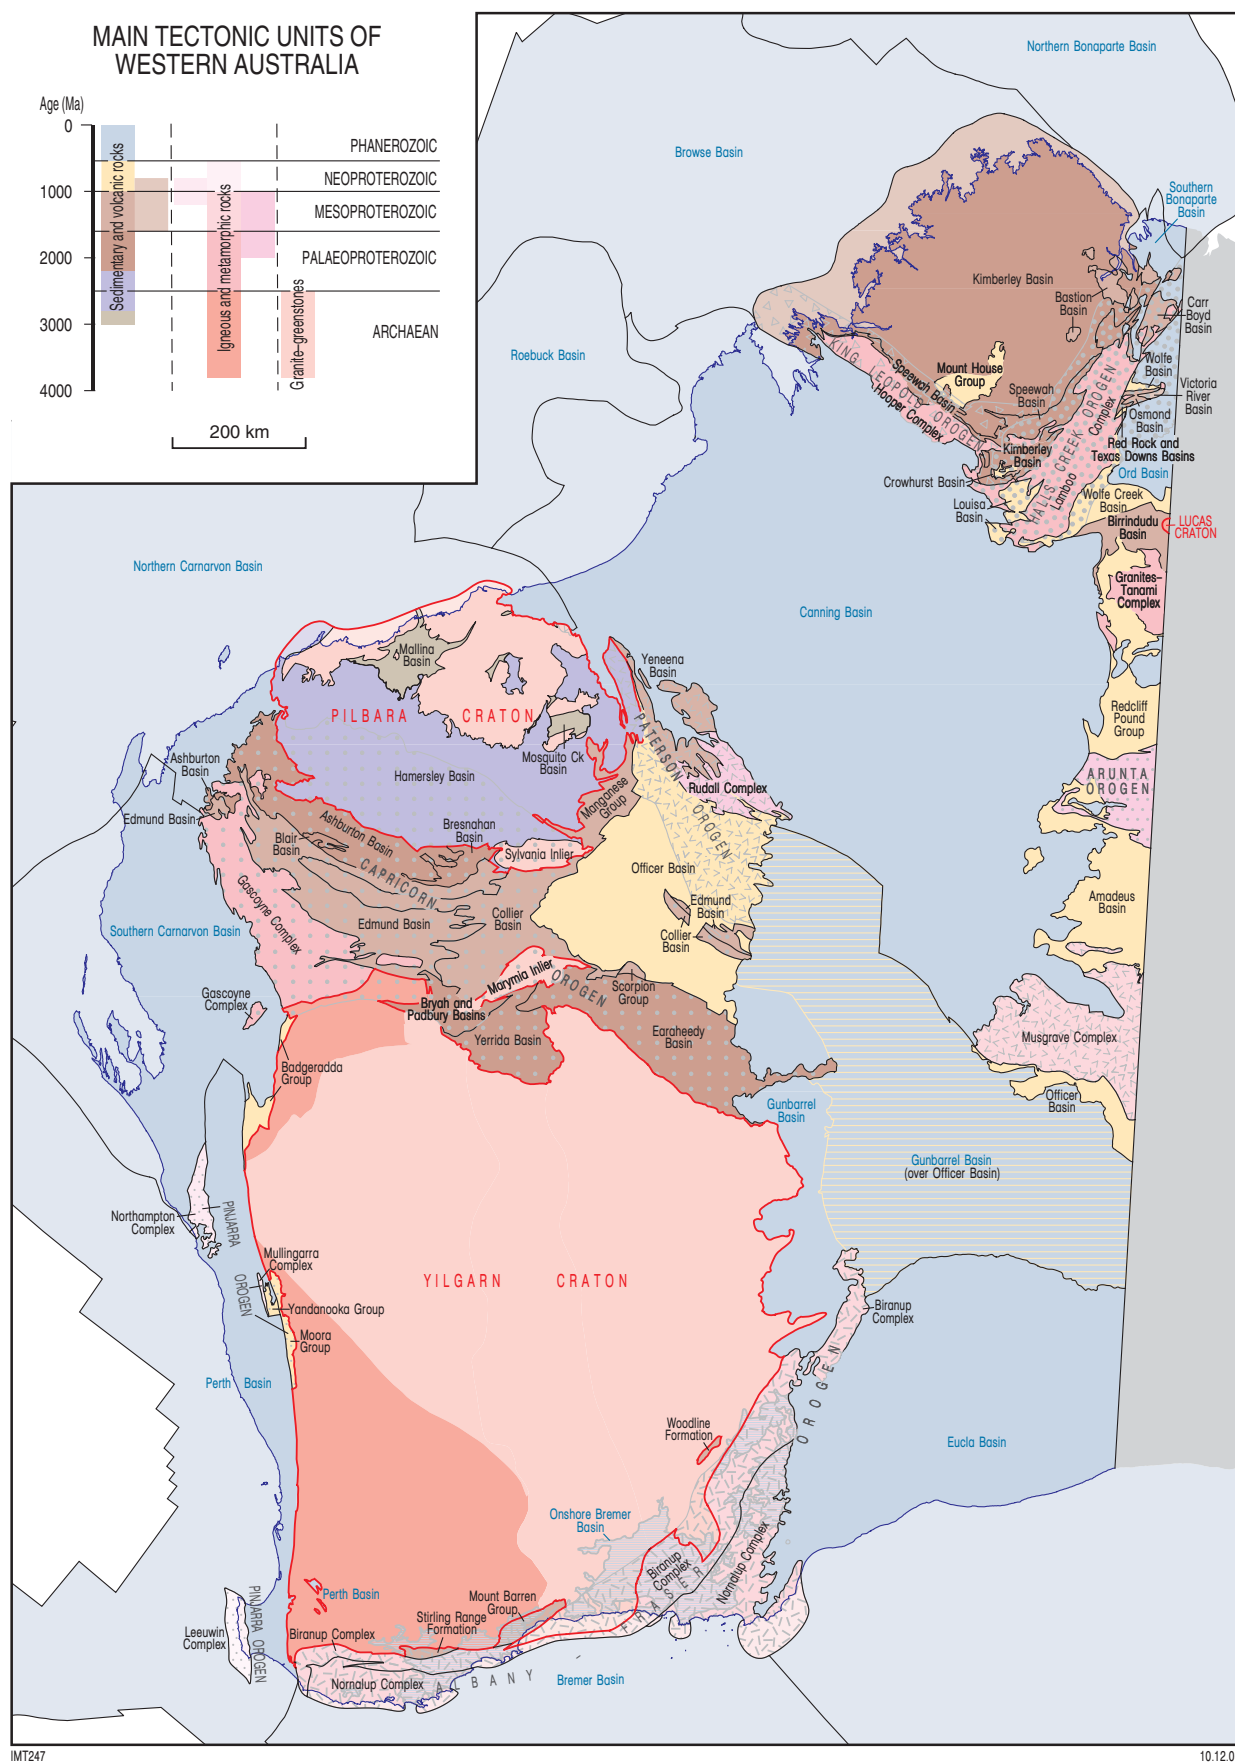 MAIN TECTONIC UNITS OF
WESTERN AUSTRALIA
Age (Ma)
0
1000
2000
3000
4000
Sedimentary and volcanic rocks
Igneous and metamorphic rocks
Granite–greenstones
PHANEROZOIC
NEOPROTEROZOIC
MESOPROTEROZOIC
PALAEOPROTEROZOIC
ARCHAEAN
200 km
Northern Bonaparte Basin
Browse Basin
Southern
Bonaparte
Basin
Kimberley Basin
Bastion
Basin
Carr
Boyd
Basin
Roebuck Basin
KING LEOPOLD OROGEN
Speewah Basin
Hooper Complex
Mount House
Group
Speewah
Basin
Wolfe
Basin
Victoria
River
Basin
Osmond
Basin
Red Rock and
Texas Downs Basins
Ord Basin
HALLS CREEK OROGEN
Lamboo Complex
Kimberley
Basin
Crowhurst Basin
Louisa
Basin
Wolfe Creek
Basin
Birrindudu
Basin
LUCAS
CRATON
Granites–
Tanami
Complex
Northern Carnarvon Basin
Canning Basin
Mallina
Basin
Yeneena
Basin
Redcliff
Pound
Group
PILBARA CRATON
PATERSON OROGEN
Mosquito Ck
Basin
Hamersley Basin
Ashburton
Basin
Edmund Basin
Manganese
Group
Rudall Complex
ARUNTA
OROGEN
Ashburton Basin
Bresnahan
Basin
Blair
Basin
Sylvania Inlier
CAPRICORN
OROGEN
Officer Basin
Amadeus
Basin
Gascoyne Complex
Edmund Basin
Collier
Basin
Edmund
Basin
Collier
Basin
Southern Carnarvon Basin
Marymia Inlier
Scorpion
Group
Gascoyne
Complex
Bryah and
Padbury Basins
Yerrida Basin
Earaheedy
Basin
Musgrave Complex
Badgeradda
Group
Gunbarrel
Basin
Officer
Basin
Gunbarrel Basin
(over Officer Basin)
Northampton
Complex
PINJARRA
OROGEN
Mullingarra
Complex
Yandanooka Group
Moora
Group
YILGARN CRATON
Biranup
Complex
Perth Basin
Woodline
Formation
OROGEN
Eucla Basin
Onshore Bremer
Basin
Biranup
Complex
Nornalup Complex
FRASER
PINJARRA OROGEN
Perth Basin
Mount Barren
Group
Stirling Range
Formation
Leeuwin
Complex
Biranup Complex
Nornalup Complex
ALBANY
Bremer Basin
IMT247
10.12.0